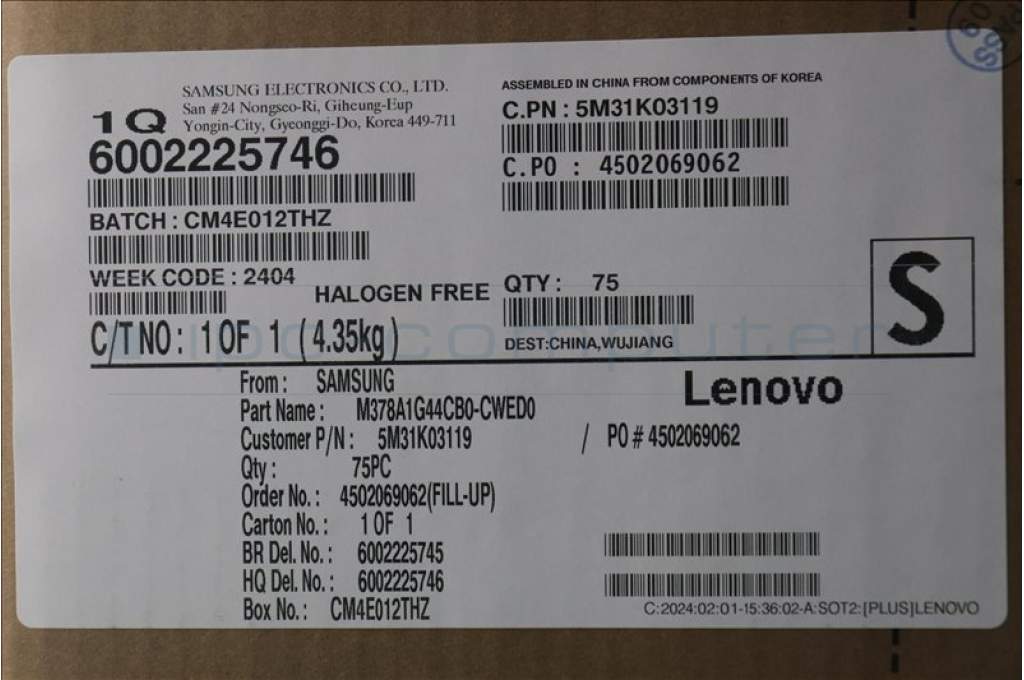 SAMSUNG ELECTRONICS CO., LTD.
San #24 Nongseo-Ri, Giheung-Eup
Yongin-City, Gyeonggi-Do, Korea 449-711
1Q
6002225746
BATCH : CM4E012THZ
WEEK CODE : 2404
HALOGEN FREE
C/T NO : 1 OF 1 (4.35kg)
ASSEMBLED IN CHINA FROM COMPONENTS OF KOREA
C.PN : 5M31K03119
C.PO : 4502069062
QTY : 75
DEST:CHINA,WUJIANG
S
ipc-computer
Lenovo
From : SAMSUNG
Part Name : M378A1G44CB0-CWED0
Customer P/N : 5M31K03119 / PO # 4502069062
Qty : 75PC
Order No. : 4502069062(FILL-UP)
Carton No. : 1 OF 1
BR Del. No. : 6002225745
HQ Del. No. : 6002225746
Box No. : CM4E012THZ
C:2024:02:01-15:36:02-A:SOT2:[PLUS]LENOVO